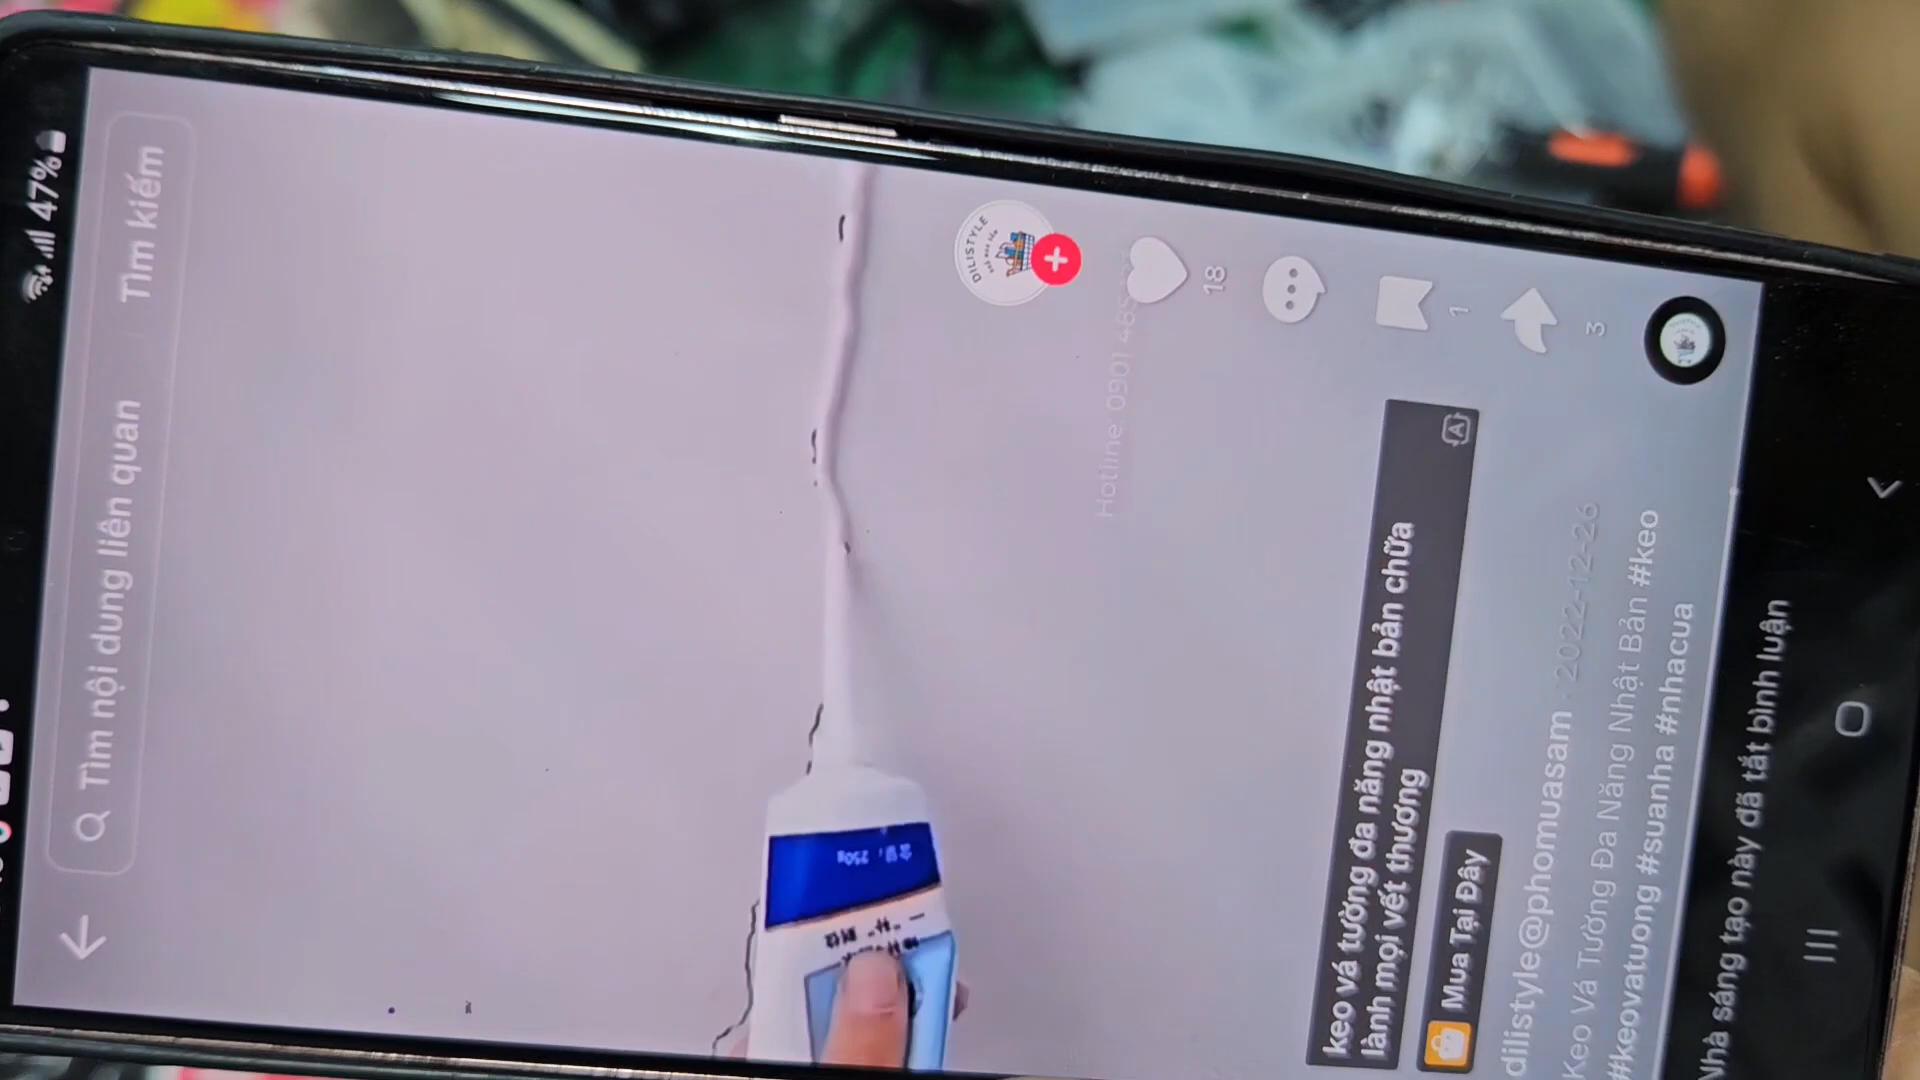 47%
Tìm nội dung liên quan
Tìm kiếm
DILISTYLE
18
1
3
Hotline 0901 48
keo vá tường đa năng nhật bản chữa
lành mọi vết thương
Mua Tại Đây
dilistyle@phomuasam · 2022-12-26
Keo Vá Tường Đa Năng Nhật Bản #keo
#keovatuong #suanha #nhacua
Nhà sáng tạo này đã tắt bình luận
250g